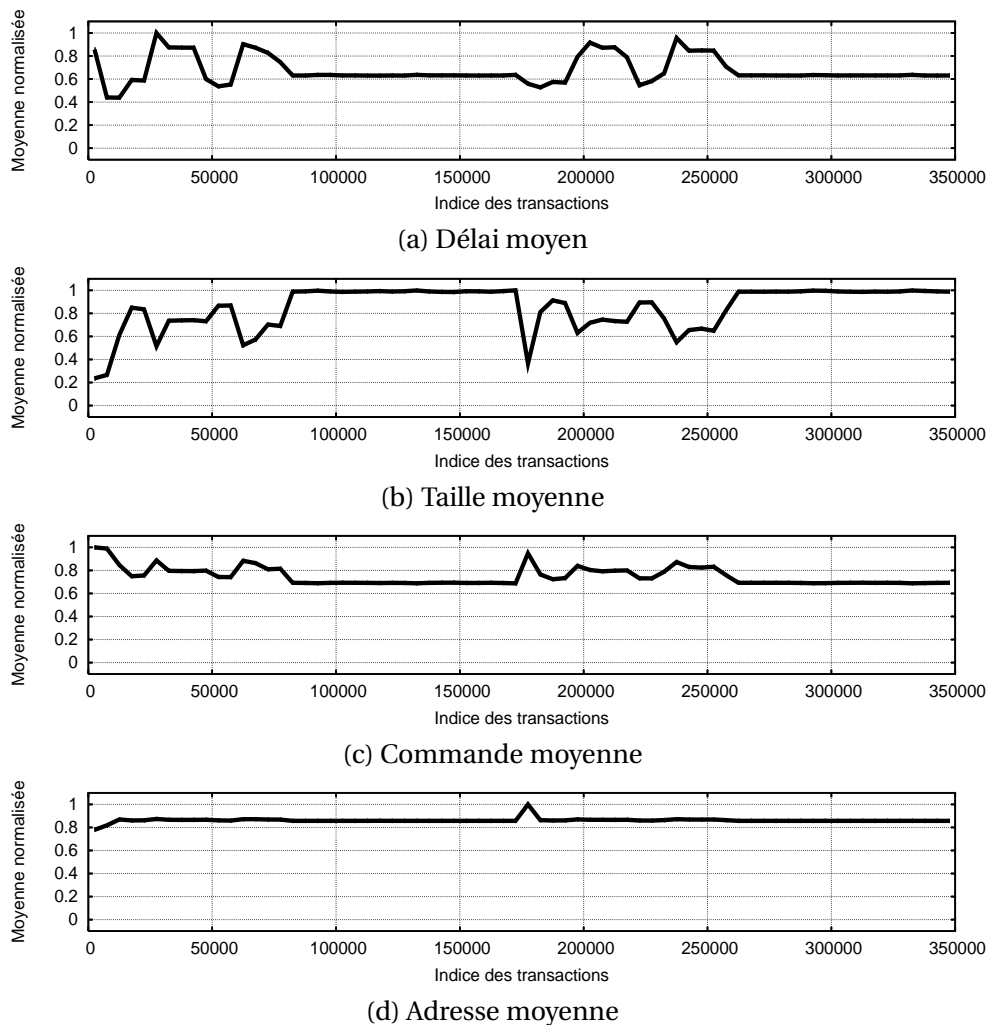 Moyenne normalisée
1
0.8
0.6
0.4
0.2
0
0 50000 100000 150000 200000 250000 300000 350000
Indice des transactions
(a) Délai moyen
Moyenne normalisée
1
0.8
0.6
0.4
0.2
0
0 50000 100000 150000 200000 250000 300000 350000
Indice des transactions
(b) Taille moyenne
Moyenne normalisée
1
0.8
0.6
0.4
0.2
0
0 50000 100000 150000 200000 250000 300000 350000
Indice des transactions
(c) Commande moyenne
Moyenne normalisée
1
0.8
0.6
0.4
0.2
0
0 50000 100000 150000 200000 250000 300000 350000
Indice des transactions
(d) Adresse moyenne